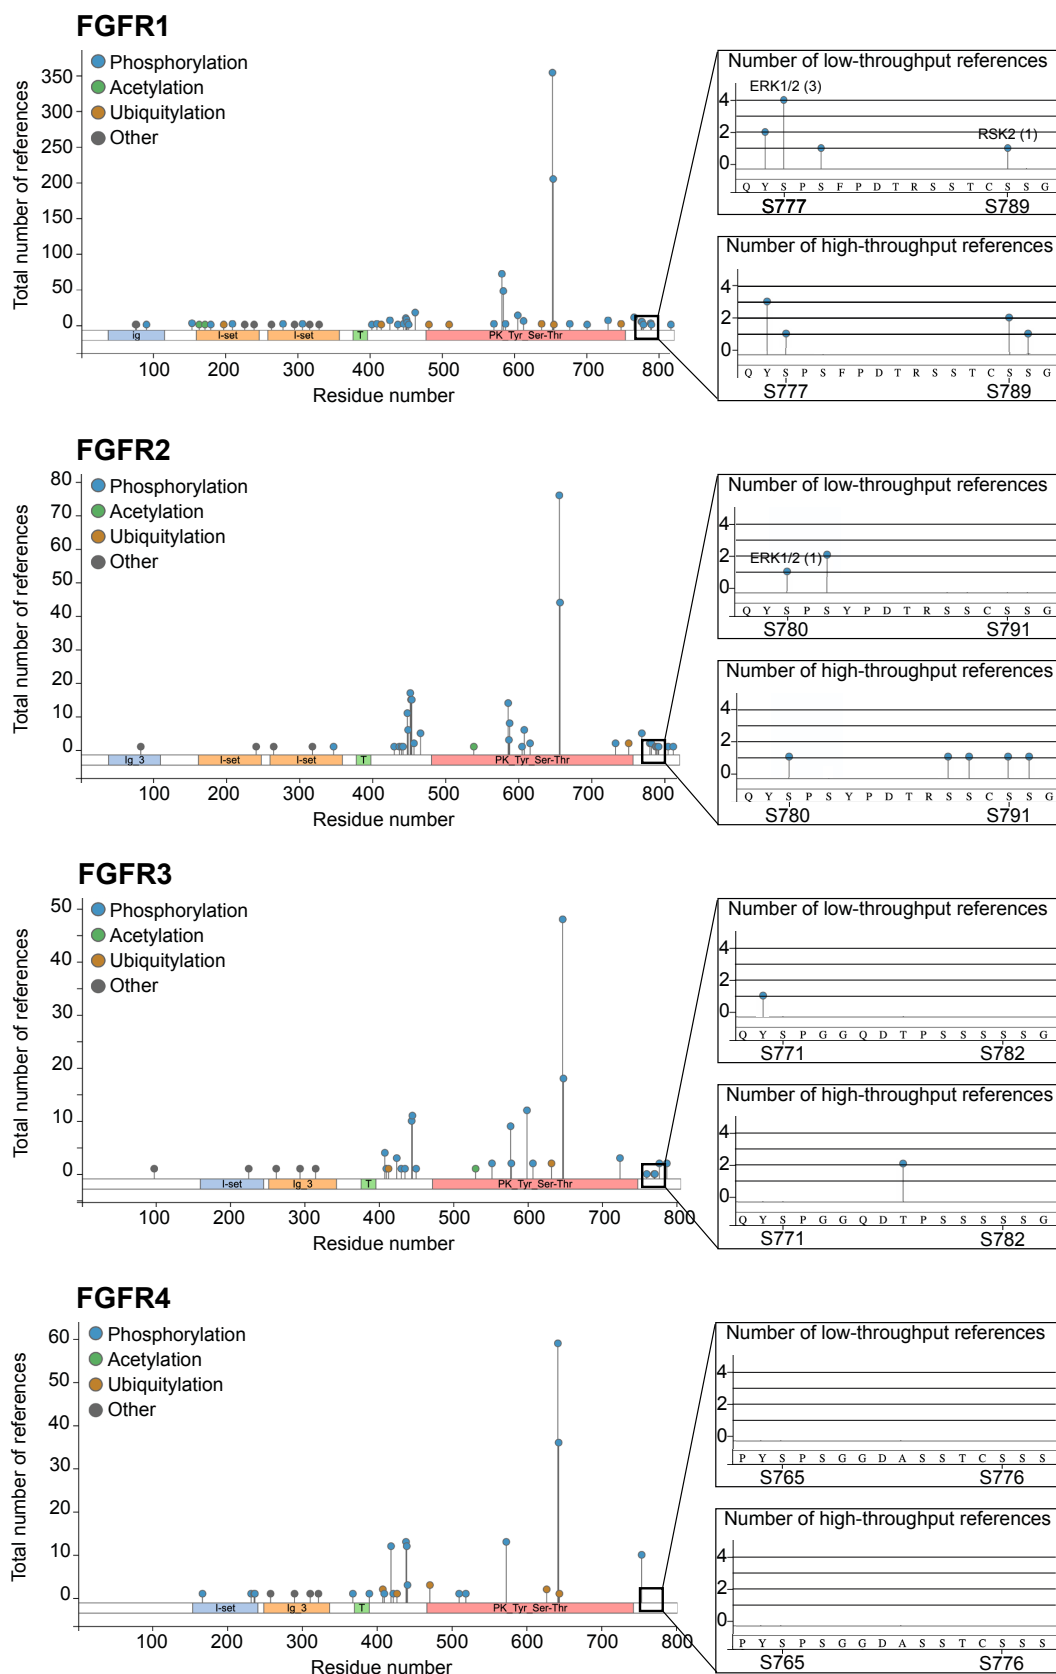 FGFR1
Total number of references
350
300
250
200
150
100
50
0
Phosphorylation
Acetylation
Ubiquitylation
Other
ig
I-set
I-set
T
PK_Tyr_Ser-Thr
100 200 300 400 500 600 700 800
Residue number
Number of low-throughput references
ERK1/2 (3)
RSK2 (1)
4
2
0
Q Y S P S F P D T R S S T C S S G
S777 S789
Number of high-throughput references
4
2
0
Q Y S P S F P D T R S S T C S S G
S777 S789
FGFR2
Total number of references
80
70
60
50
40
30
20
10
0
Phosphorylation
Acetylation
Ubiquitylation
Other
Ig_3
I-set
I-set
T
PK_Tyr_Ser-Thr
100 200 300 400 500 600 700 800
Residue number
Number of low-throughput references
ERK1/2 (1)
4
2
0
Q Y S P S Y P D T R S S C S S G
S780 S791
Number of high-throughput references
4
2
0
Q Y S P S Y P D T R S S C S S G
S780 S791
FGFR3
Total number of references
50
40
30
20
10
0
Phosphorylation
Acetylation
Ubiquitylation
Other
I-set
Ig_3
T
PK_Tyr_Ser-Thr
100 200 300 400 500 600 700 800
Residue number
Number of low-throughput references
4
2
0
Q Y S P G G Q D T P S S S S S G
S771 S782
Number of high-throughput references
4
2
0
Q Y S P G G Q D T P S S S S S G
S771 S782
FGFR4
Total number of references
60
50
40
30
20
10
0
Phosphorylation
Acetylation
Ubiquitylation
Other
I-set
Ig_3
T
PK_Tyr_Ser-Thr
100 200 300 400 500 600 700 800
Residue number
Number of low-throughput references
4
2
0
P Y S P S G G D A S S T C S S S
S765 S776
Number of high-throughput references
4
2
0
P Y S P S G G D A S S T C S S S
S765 S776